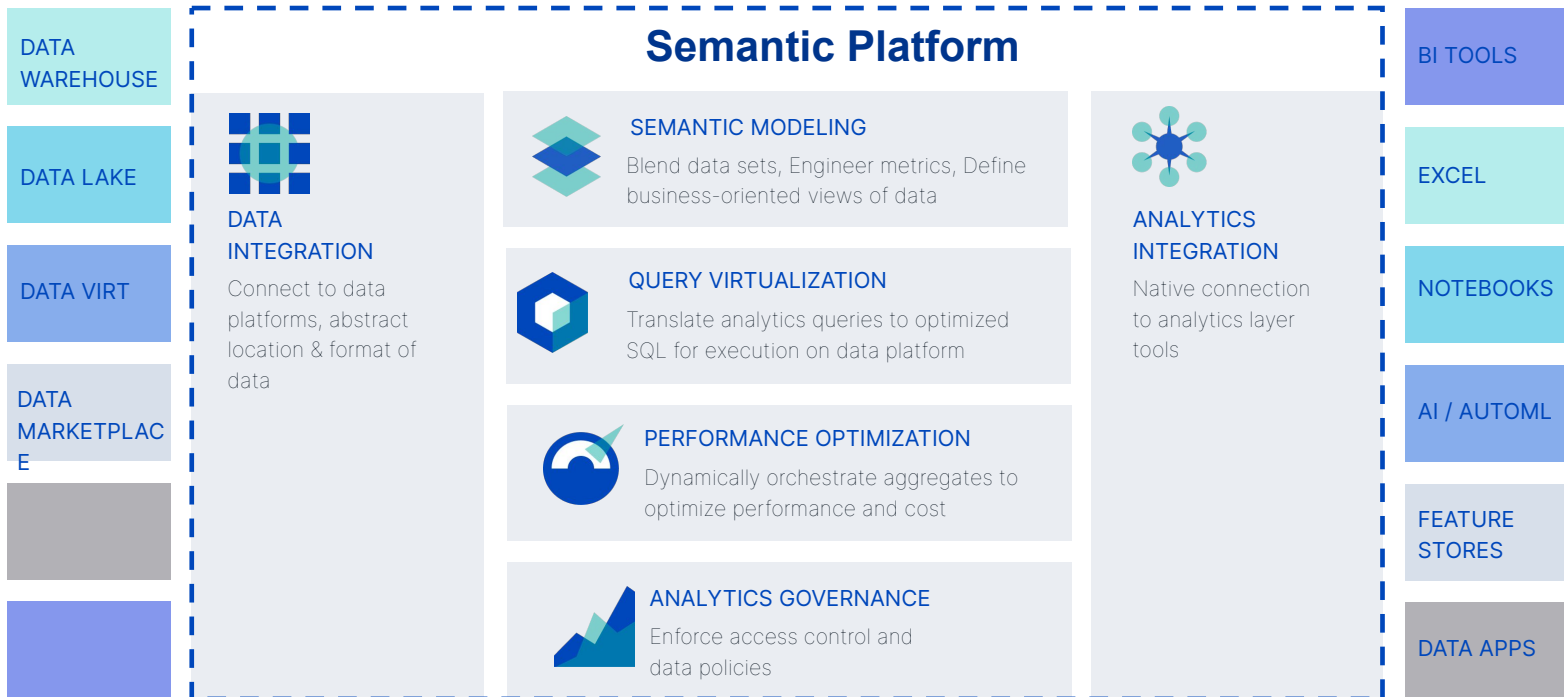 Semantic Platform
DATA
WAREHOUSE
DATA LAKE
DATA VIRT
DATA
MARKETPLAC
E
DATA
INTEGRATION
Connect to data
platforms, abstract
location & format of
data
SEMANTIC MODELING
Blend data sets, Engineer metrics, Define
business-oriented views of data
QUERY VIRTUALIZATION
Translate analytics queries to optimized
SQL for execution on data platform
PERFORMANCE OPTIMIZATION
Dynamically orchestrate aggregates to
optimize performance and cost
ANALYTICS GOVERNANCE
Enforce access control and
data policies
ANALYTICS
INTEGRATION
Native connection
to analytics layer
tools
BI TOOLS
EXCEL
NOTEBOOKS
AI / AUTOML
FEATURE
STORES
DATA APPS